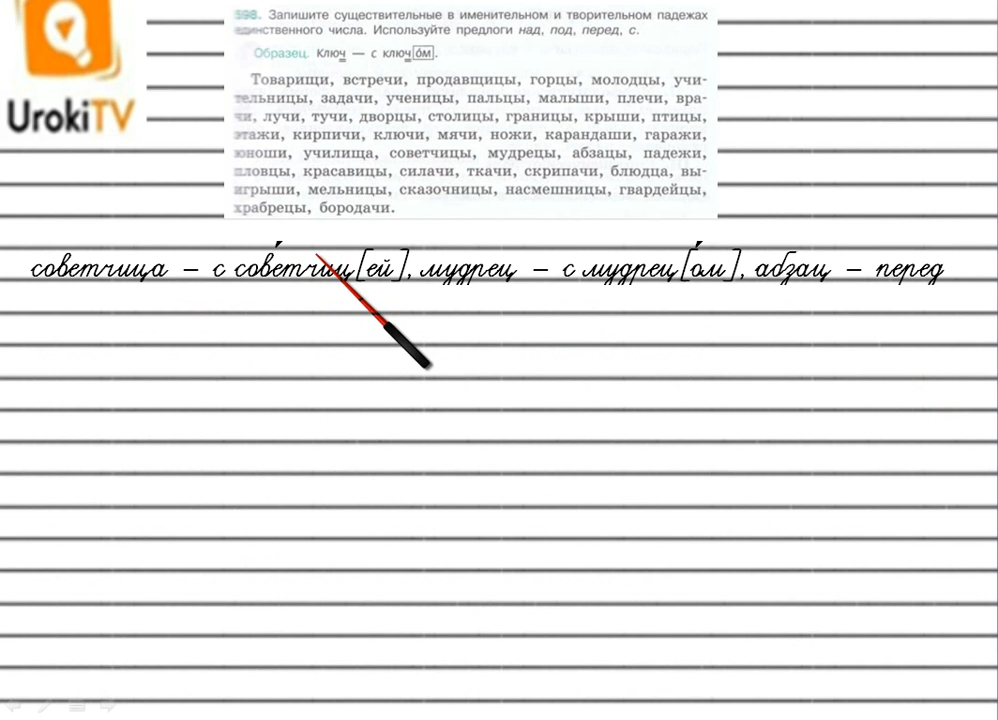 598. Запишите существительные в именительном и творительном падежах
единственного числа. Используйте предлоги над, под, перед, с.
Образец. Ключ — с ключо́м.
Товарищи, встречи, продавщицы, горцы, молодцы, учи-
тельницы, задачи, ученицы, пальцы, малыши, плечи, вра-
чи, лучи, тучи, дворцы, столицы, границы, крыши, птицы,
этажи, кирпичи, ключи, мячи, ножи, карандаши, гаражи,
юноши, училища, советчицы, мудрецы, абзацы, падежи,
пловцы, красавицы, силачи, ткачи, скрипачи, блюдца, вы-
игрыши, мельницы, сказочницы, насмешницы, гвардейцы,
храбрецы, бородачи.
UrokiTV
советчица – с сове́тчиц[ей], мудрец – с мудрец[о́м], абзац – перед